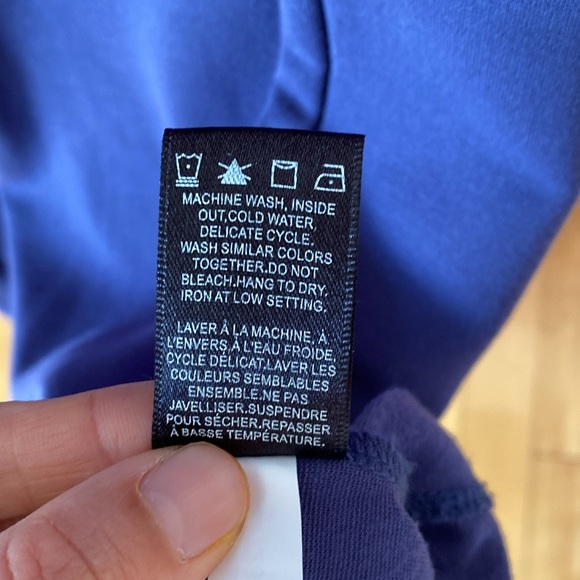 MACHINE WASH, INSIDE
OUT,COLD WATER,
DELICATE CYCLE.
WASH SIMILAR COLORS
TOGETHER.DO NOT
BLEACH.HANG TO DRY.
IRON AT LOW SETTING.
LAVER À LA MACHINE, À
L'ENVERS,À L'EAU FROIDE,
CYCLE DÉLICAT.LAVER LES
COULEURS SEMBLABLES
ENSEMBLE.NE PAS
JAVELLISER.SUSPENDRE
POUR SÉCHER.REPASSER
À BASSE TEMPÉRATURE.